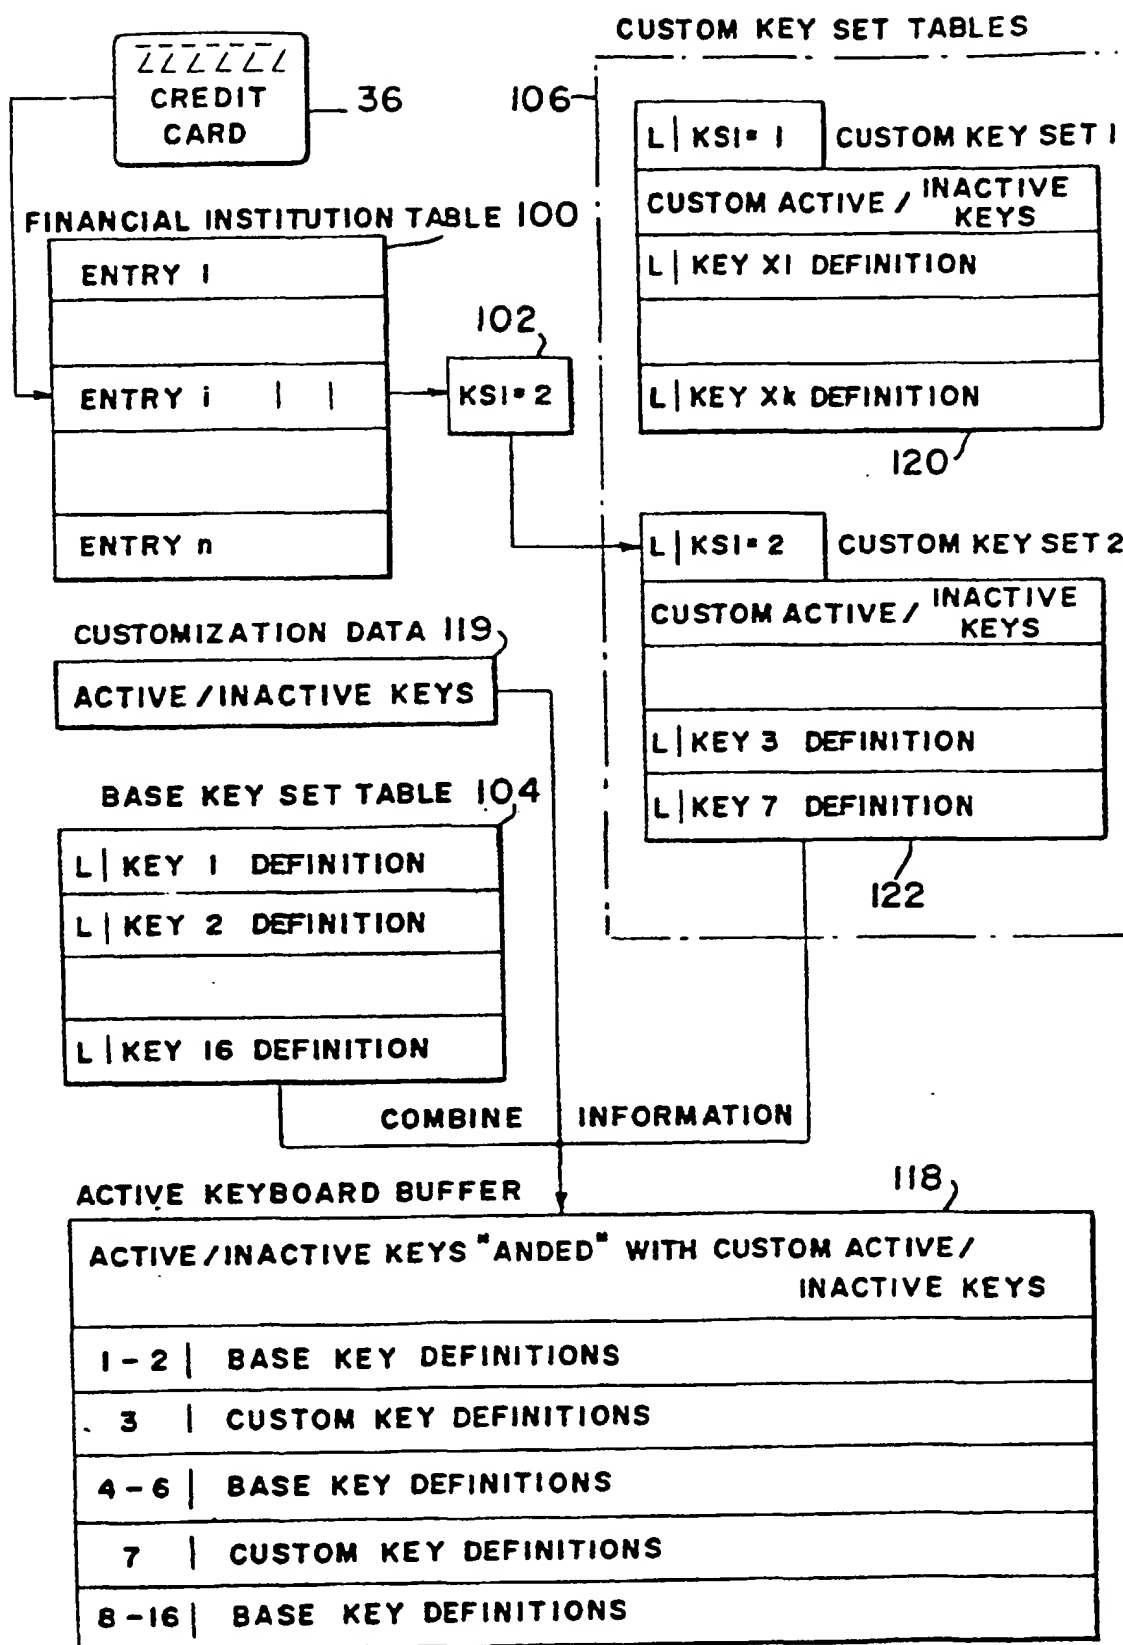 CUSTOM KEY SET TABLES
CREDIT
CARD
36
106
L | KSI= 1
CUSTOM KEY SET 1
CUSTOM ACTIVE / INACTIVE KEYS
L | KEY X1 DEFINITION
L | KEY Xk DEFINITION
120
FINANCIAL INSTITUTION TABLE 100
ENTRY 1
ENTRY i | |
ENTRY n
102
KSI=2
L | KSI=2
CUSTOM KEY SET 2
CUSTOM ACTIVE / INACTIVE KEYS
L | KEY 3 DEFINITION
L | KEY 7 DEFINITION
122
CUSTOMIZATION DATA 119
ACTIVE/INACTIVE KEYS
BASE KEY SET TABLE 104
L | KEY 1 DEFINITION
L | KEY 2 DEFINITION
L | KEY 16 DEFINITION
COMBINE INFORMATION
ACTIVE KEYBOARD BUFFER
118
ACTIVE/INACTIVE KEYS "ANDED" WITH CUSTOM ACTIVE/
INACTIVE KEYS
1-2 | BASE KEY DEFINITIONS
3 | CUSTOM KEY DEFINITIONS
4-6 | BASE KEY DEFINITIONS
7 | CUSTOM KEY DEFINITIONS
8-16 | BASE KEY DEFINITIONS